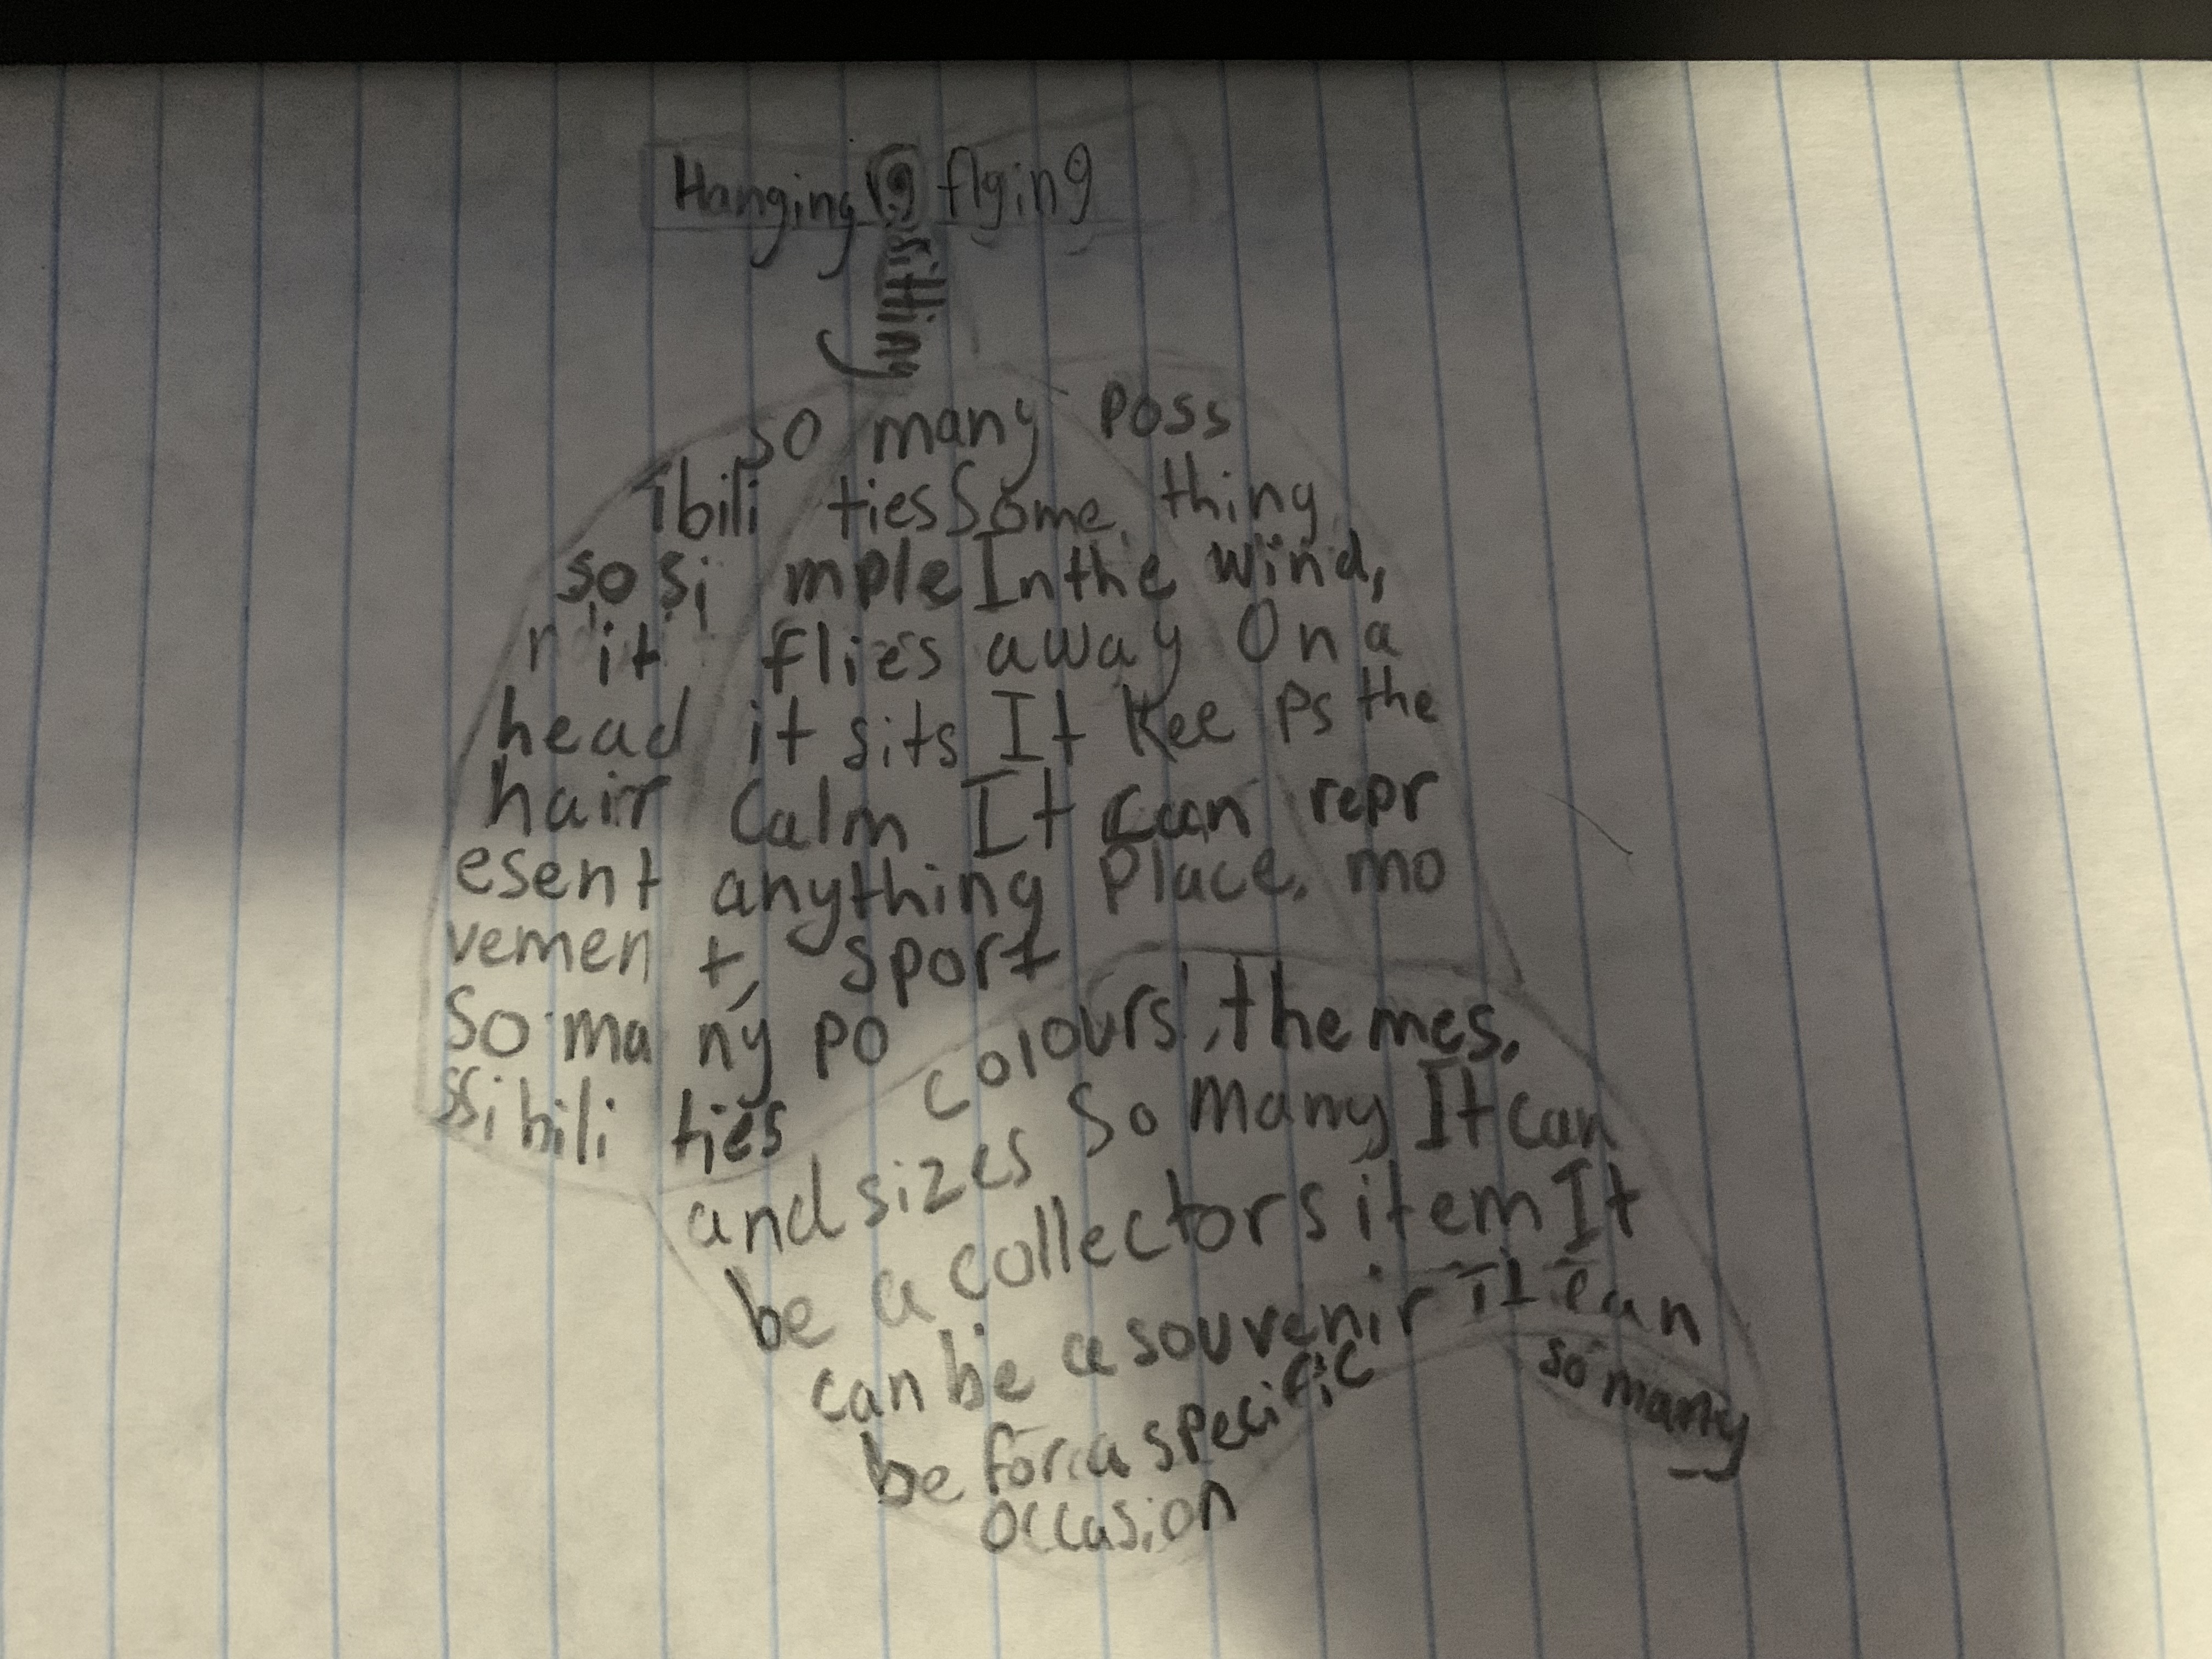 Hanging flying
sitting
so many poss
ibili ties Some thing
so si mple In the wind,
it flies away On a
head it sits It kee ps the
hair calm It can repr
esent anything Place, mo
vemen t, sport
So ma ny po
ssibili ties
colours, themes,
and sizes So Many It can
be a collectors item It
can be a souvenir It can
be for a specific
occasion
so many